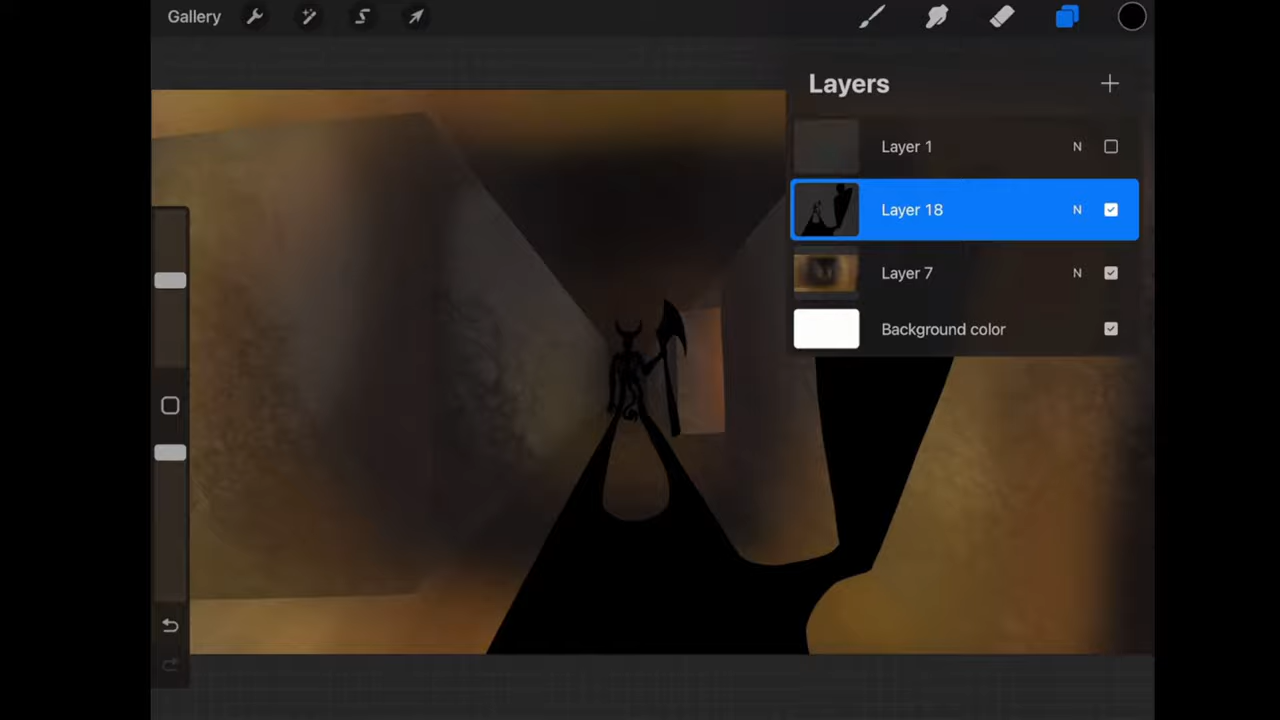 Gallery
Layers
Layer 1 N
Layer 18 N
Layer 7 N
Background color